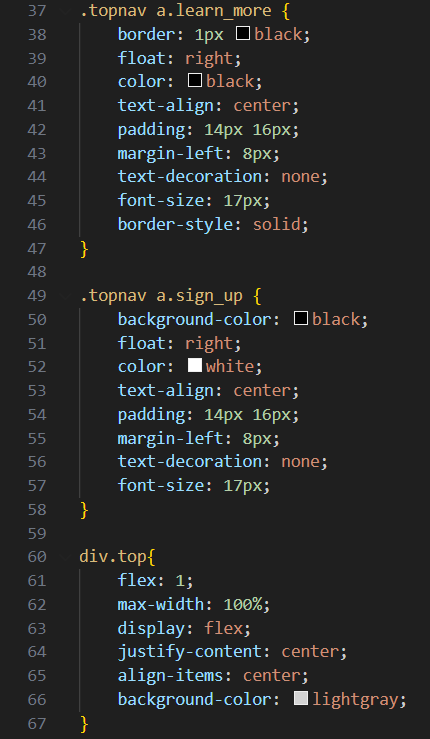 37 .topnav a.learn_more {
38 border: 1px black;
39 float: right;
40 color: black;
41 text-align: center;
42 padding: 14px 16px;
43 margin-left: 8px;
44 text-decoration: none;
45 font-size: 17px;
46 border-style: solid;
47 }
48
49 .topnav a.sign_up {
50 background-color: black;
51 float: right;
52 color: white;
53 text-align: center;
54 padding: 14px 16px;
55 margin-left: 8px;
56 text-decoration: none;
57 font-size: 17px;
58 }
59
60 div.top{
61 flex: 1;
62 max-width: 100%;
63 display: flex;
64 justify-content: center;
65 align-items: center;
66 background-color: lightgray;
67 }